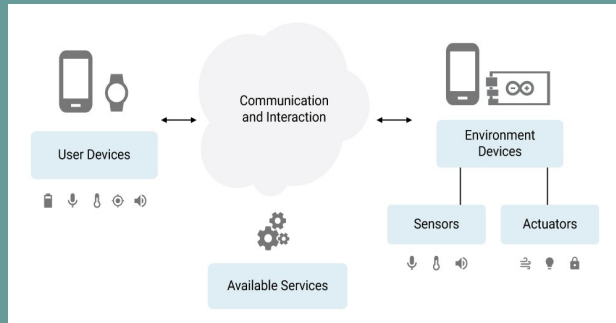 Communication
and Interaction
User Devices
Environment
Devices
Sensors
Actuators
Available Services